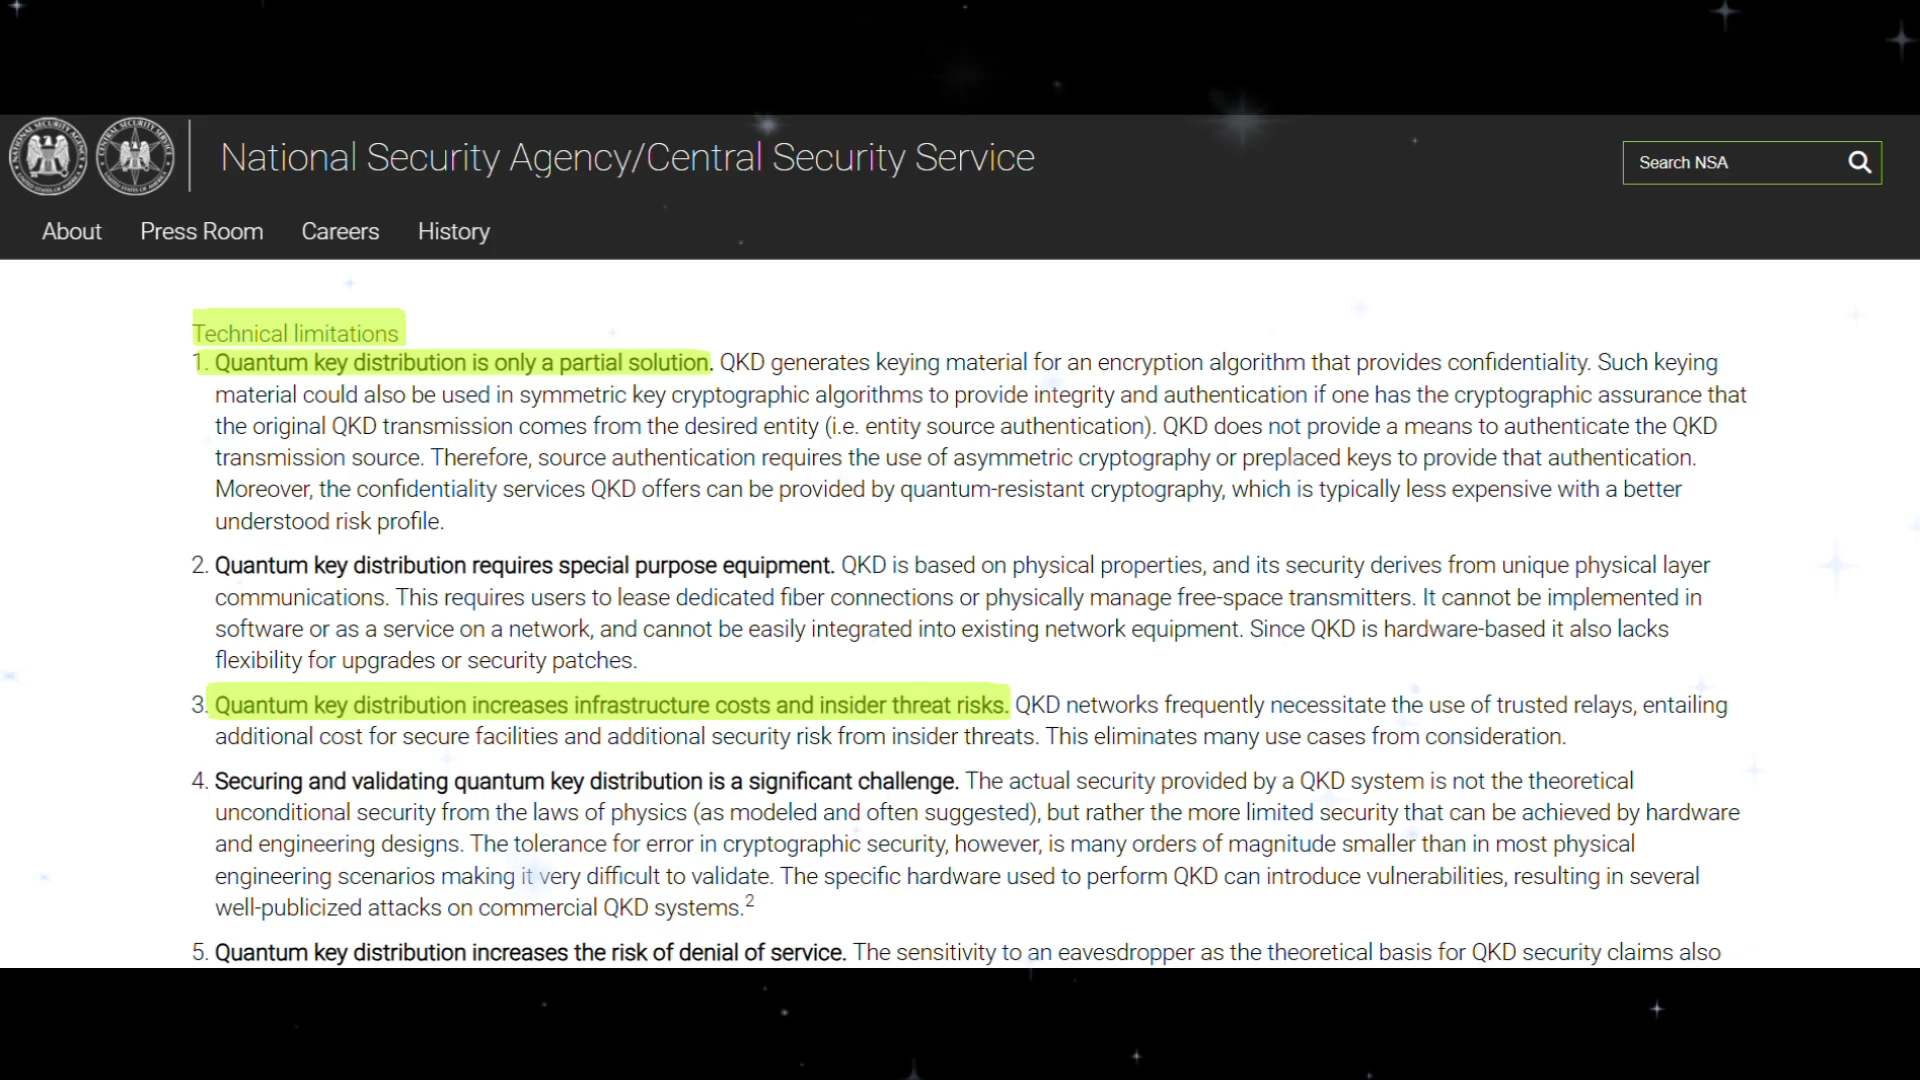 National Security Agency/Central Security Service
Search NSA
About Press Room Careers History
Technical limitations
1. Quantum key distribution is only a partial solution. QKD generates keying material for an encryption algorithm that provides confidentiality. Such keying
material could also be used in symmetric key cryptographic algorithms to provide integrity and authentication if one has the cryptographic assurance that
the original QKD transmission comes from the desired entity (i.e. entity source authentication). QKD does not provide a means to authenticate the QKD
transmission source. Therefore, source authentication requires the use of asymmetric cryptography or preplaced keys to provide that authentication.
Moreover, the confidentiality services QKD offers can be provided by quantum-resistant cryptography, which is typically less expensive with a better
understood risk profile.
2. Quantum key distribution requires special purpose equipment. QKD is based on physical properties, and its security derives from unique physical layer
communications. This requires users to lease dedicated fiber connections or physically manage free-space transmitters. It cannot be implemented in
software or as a service on a network, and cannot be easily integrated into existing network equipment. Since QKD is hardware-based it also lacks
flexibility for upgrades or security patches.
3. Quantum key distribution increases infrastructure costs and insider threat risks. QKD networks frequently necessitate the use of trusted relays, entailing
additional cost for secure facilities and additional security risk from insider threats. This eliminates many use cases from consideration.
4. Securing and validating quantum key distribution is a significant challenge. The actual security provided by a QKD system is not the theoretical
unconditional security from the laws of physics (as modeled and often suggested), but rather the more limited security that can be achieved by hardware
and engineering designs. The tolerance for error in cryptographic security, however, is many orders of magnitude smaller than in most physical
engineering scenarios making it very difficult to validate. The specific hardware used to perform QKD can introduce vulnerabilities, resulting in several
well-publicized attacks on commercial QKD systems.2
5. Quantum key distribution increases the risk of denial of service. The sensitivity to an eavesdropper as the theoretical basis for QKD security claims also